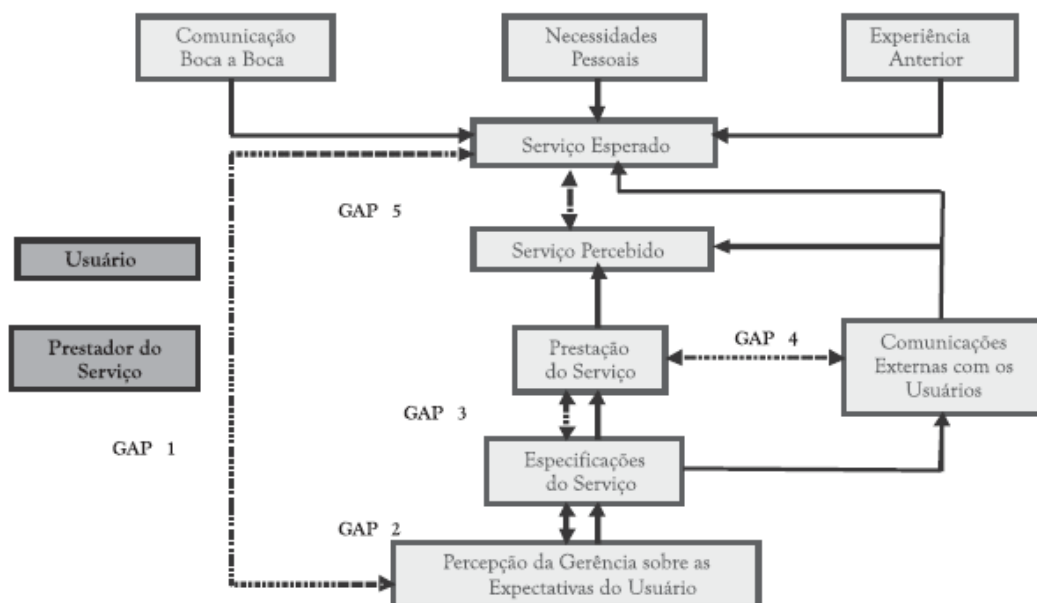 Comunicação
Boca a Boca
Necessidades
Pessoais
Experiência
Anterior
Serviço Esperado
GAP 5
Usuário
Serviço Percebido
Prestador do
Serviço
Prestação
do Serviço
GAP 4
Comunicações
Externas com os
Usuários
GAP 3
GAP 1
Especificações
do Serviço
GAP 2
Percepção da Gerência sobre as
Expectativas do Usuário